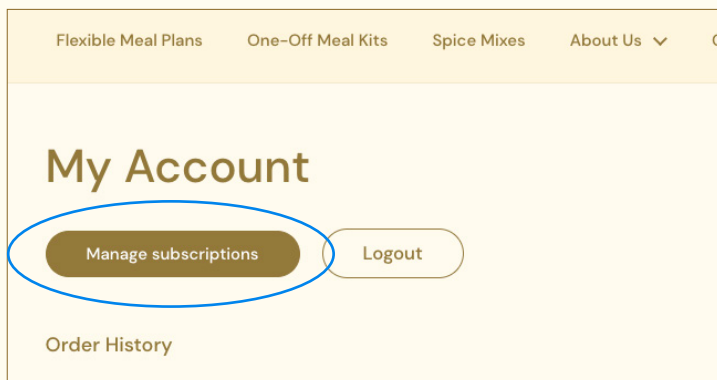 Flexible Meal Plans One-Off Meal Kits Spice Mixes About Us
My Account
Manage subscriptions Logout
Order History